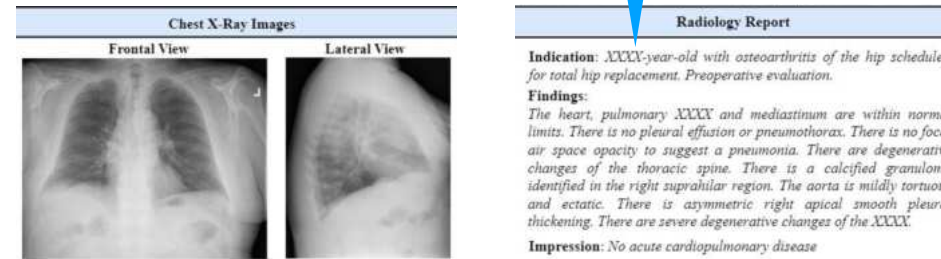 Chest X-Ray Images
Frontal View
Lateral View
Radiology Report
Indication: XXXX-year-old with osteoarthritis of the hip schedule
for total hip replacement. Preoperative evaluation.
Findings:
The heart, pulmonary XXXX and mediastinum are within norm
limits. There is no pleural effusion or pneumothorax. There is no foc
air space opacity to suggest a pneumonia. There are degenerativ
changes of the thoracic spine. There is a calcified granulom
identified in the right suprahilar region. The aorta is mildly tortuou
and ectatic. There is asymmetric right apical smooth pleur
thickening. There are severe degenerative changes of the XXXX.
Impression: No acute cardiopulmonary disease